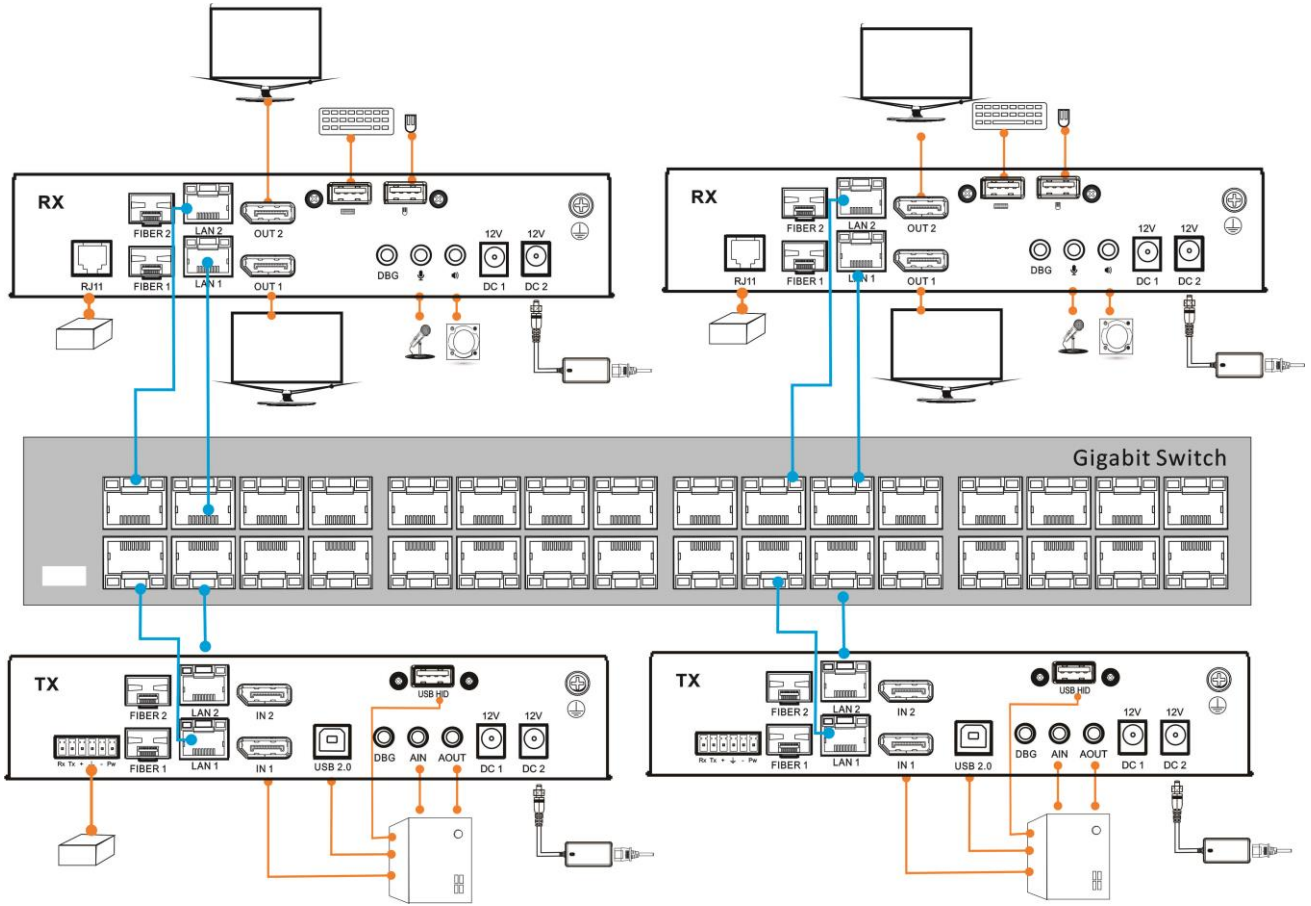 RX
FIBER 2
LAN 2
OUT 2
12V
12V
RJ11
FIBER 1
LAN 1
OUT 1
DBG
DC 1
DC 2
RX
FIBER 2
LAN 2
OUT 2
12V
12V
RJ11
FIBER 1
LAN 1
OUT 1
DBG
DC 1
DC 2
Gigabit Switch
TX
FIBER 2
LAN 2
IN 2
USB HID
12V
12V
Rx Tx + - Pw
FIBER 1
LAN 1
IN 1
USB 2.0
DBG
AIN
AOUT
DC 1
DC 2
TX
FIBER 2
LAN 2
IN 2
USB HID
12V
12V
Rx Tx + - Pw
FIBER 1
LAN 1
IN 1
USB 2.0
DBG
AIN
AOUT
DC 1
DC 2